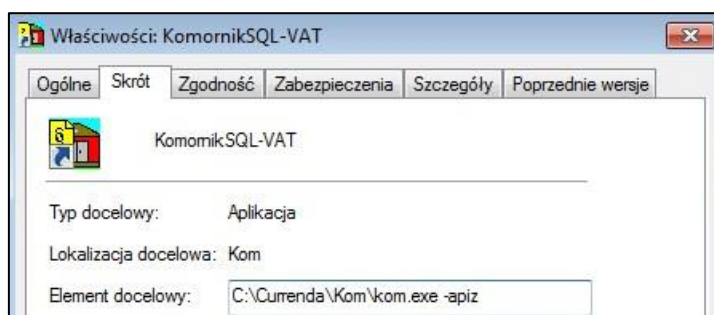 Właściwości: KomornikSQL-VAT
Ogólne Skrót Zgodność Zabezpieczenia Szczegóły Poprzednie wersje
KomornikSQL-VAT
Typ docelowy: Aplikacja
Lokalizacja docelowa: Kom
Element docelowy: C:\Currenda\Kom\kom.exe -apiz